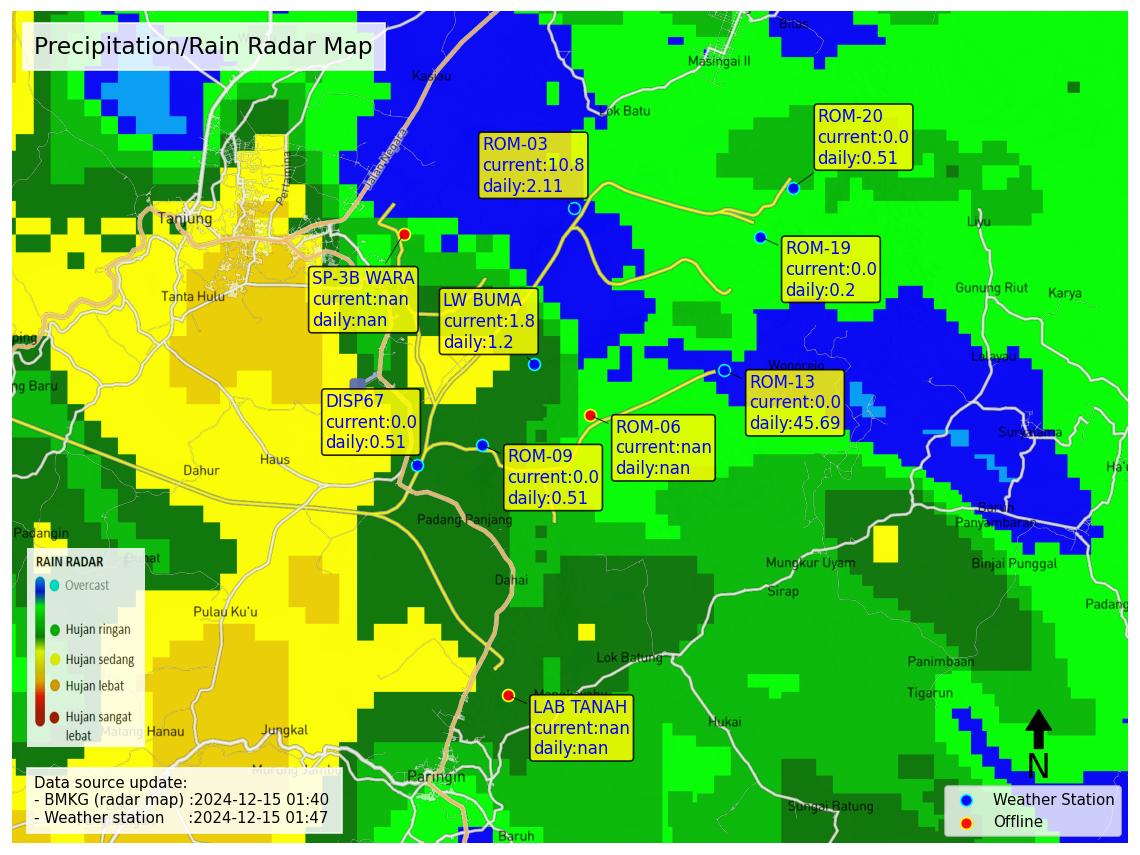 Precipitation/Rain Radar Map
Bilas
Masingai II
Kasiau
Lok Batu
Jalan Negara
Pertamina
ROM-20
current:0.0
daily:0.51
ROM-03
current:10.8
daily:2.11
Tanjung
Liyu
ROM-19
current:0.0
daily:0.2
SP-3B WARA
current:nan
daily:nan
Tanta Hulu
LW BUMA
current:1.8
daily:1.2
Gunung Riut
Karya
ping
Lalayau
Wonorejo
ng Baru
ROM-13
current:0.0
daily:45.69
DISP67
current:0.0
daily:0.51
ROM-06
current:nan
daily:nan
Suryatama
Haus
Dahur
ROM-09
current:0.0
daily:0.51
Ha'u
Barun
Panyambaran
Padang Panjang
Padangin
Mungkur Uyam
Binjai Punggal
Dahai
Sirap
Padang
Pulau Ku'u
RAIN RADAR
Overcast
Hujan ringan
Hujan sedang
Hujan lebat
Hujan sangat
lebat
Lok Batung
Panimbaan
Tigarun
LAB TANAH
current:nan
daily:nan
Hukai
Matang Hanau
Jungkal
Murung Jambu
Paringin
N
Data source update:
- BMKG (radar map) :2024-12-15 01:40
- Weather station :2024-12-15 01:47
Sungai Batung
Baruh
Weather Station
Offline